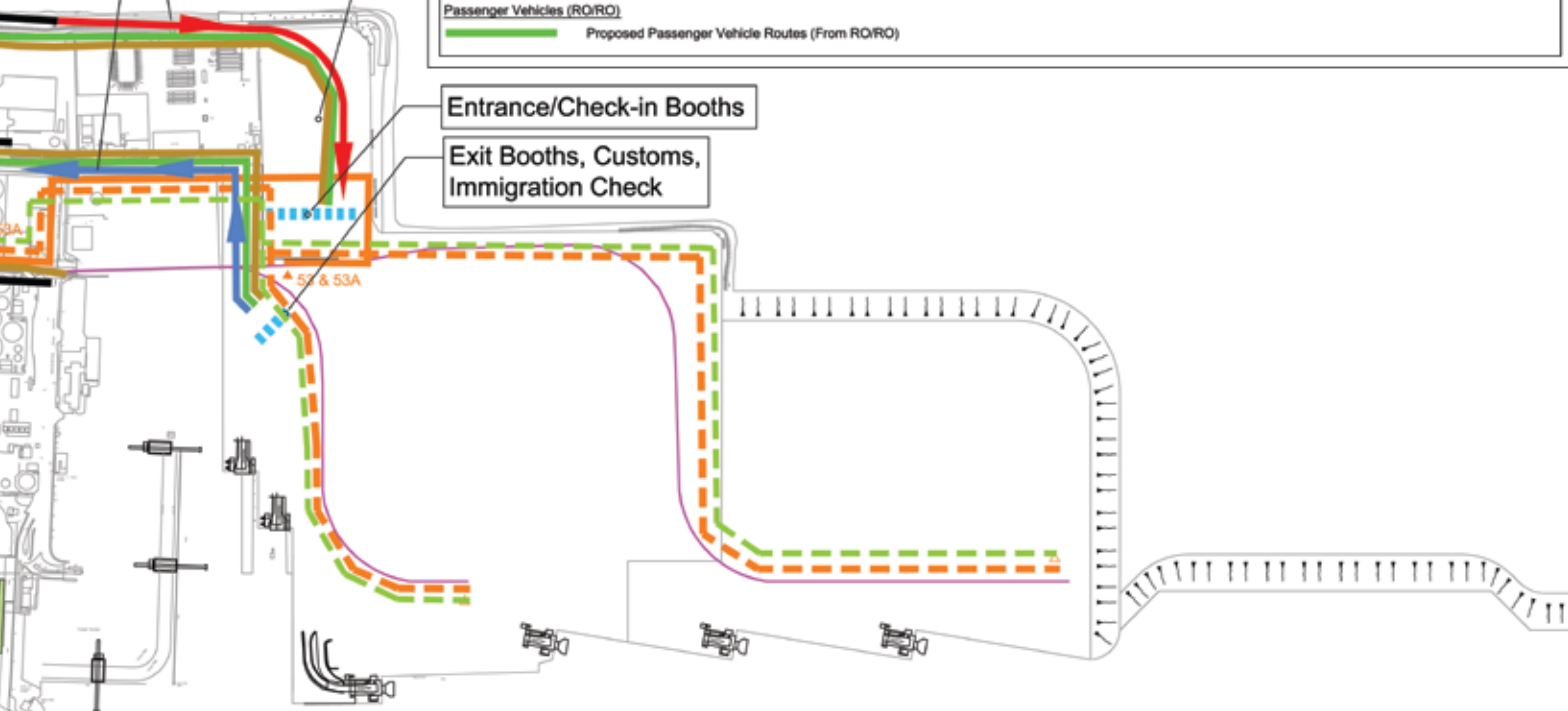 Passenger Vehicles (RO/RO)
Proposed Passenger Vehicle Routes (From RO/RO)
Entrance/Check-in Booths
Exit Booths, Customs,
Immigration Check
53A
53 & 53A